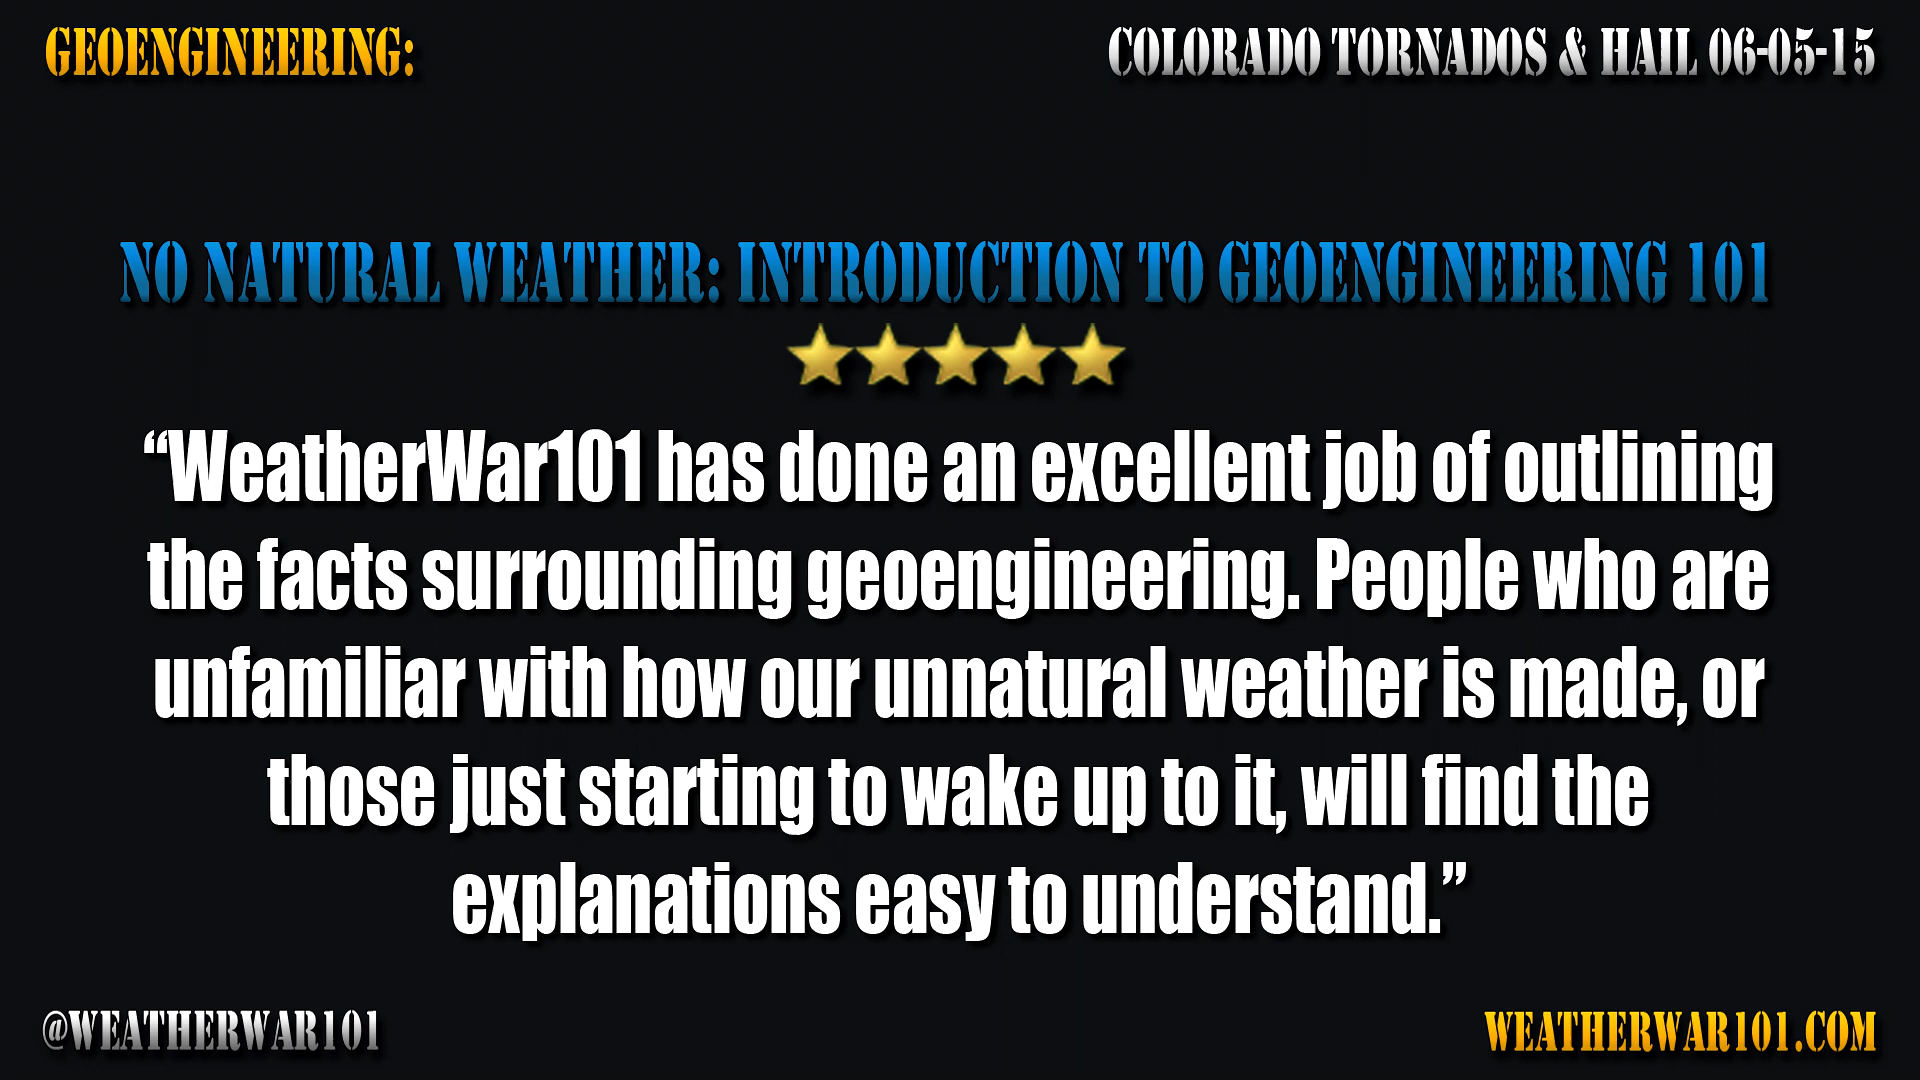 GEOENGINEERING:
COLORADO TORNADOS & HAIL 06-05-15
NO NATURAL WEATHER: INTRODUCTION TO GEOENGINEERING 101
“WeatherWar101 has done an excellent job of outlining
the facts surrounding geoengineering. People who are
unfamiliar with how our unnatural weather is made, or
those just starting to wake up to it, will find the
explanations easy to understand.”
@WEATHERWAR101
WEATHERWAR101.COM